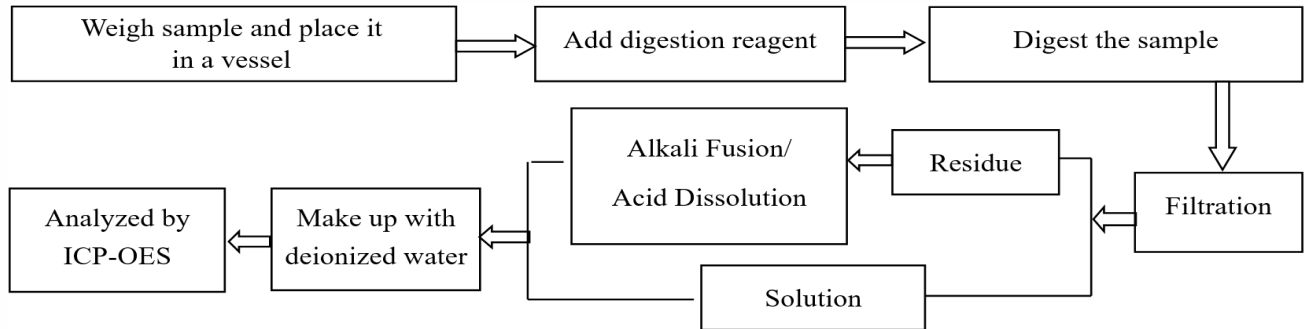 Weigh sample and place it
in a vessel
Add digestion reagent
Digest the sample
Filtration
Residue
Alkali Fusion/
Acid Dissolution
Solution
Make up with
deionized water
Analyzed by
ICP-OES